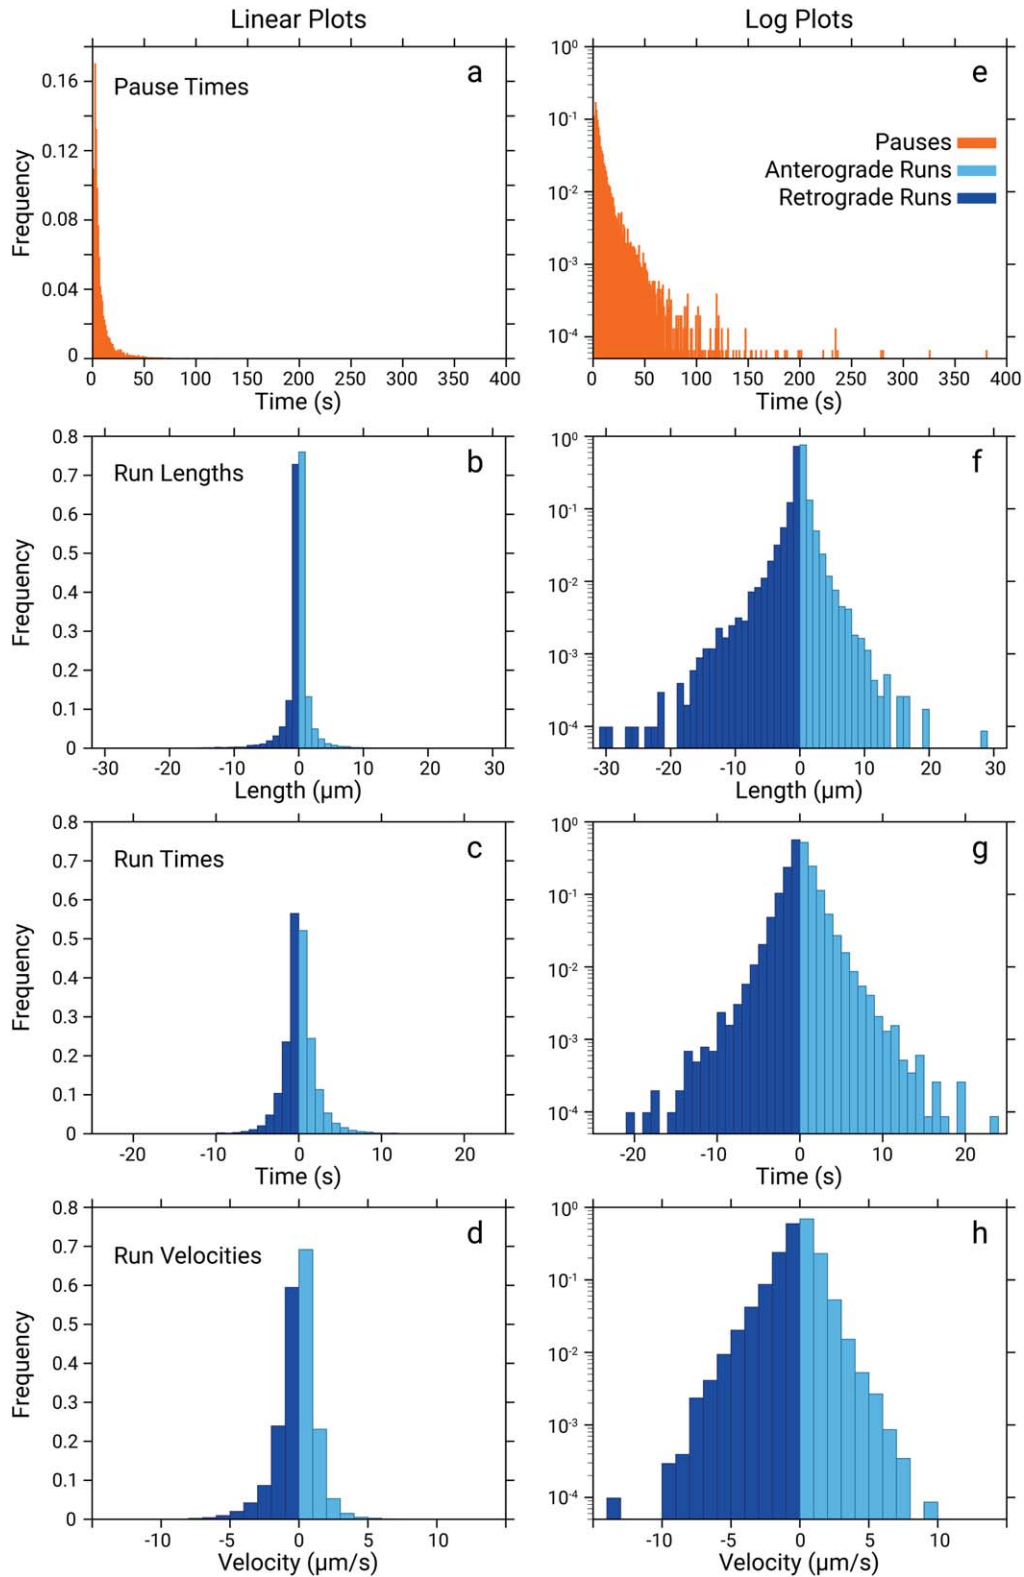 Linear Plots
Log Plots
a
Pause Times
Frequency
0.16
0.12
0.08
0.04
0
0 50 100 150 200 250 300 350 400
Time (s)
e
Pauses
Anterograde Runs
Retrograde Runs
10⁰
10⁻¹
10⁻²
10⁻³
10⁻⁴
0 50 100 150 200 250 300 350 400
Time (s)
b
Run Lengths
Frequency
0.8
0.7
0.6
0.5
0.4
0.3
0.2
0.1
0
-30 -20 -10 0 10 20 30
Length (µm)
f
10⁰
10⁻¹
10⁻²
10⁻³
10⁻⁴
-30 -20 -10 0 10 20 30
Length (µm)
c
Run Times
Frequency
0.8
0.7
0.6
0.5
0.4
0.3
0.2
0.1
0
-20 -10 0 10 20
Time (s)
g
10⁰
10⁻¹
10⁻²
10⁻³
10⁻⁴
-20 -10 0 10 20
Time (s)
d
Run Velocities
Frequency
0.8
0.7
0.6
0.5
0.4
0.3
0.2
0.1
0
-10 -5 0 5 10
Velocity (µm/s)
h
10⁰
10⁻¹
10⁻²
10⁻³
10⁻⁴
-10 -5 0 5 10
Velocity (µm/s)